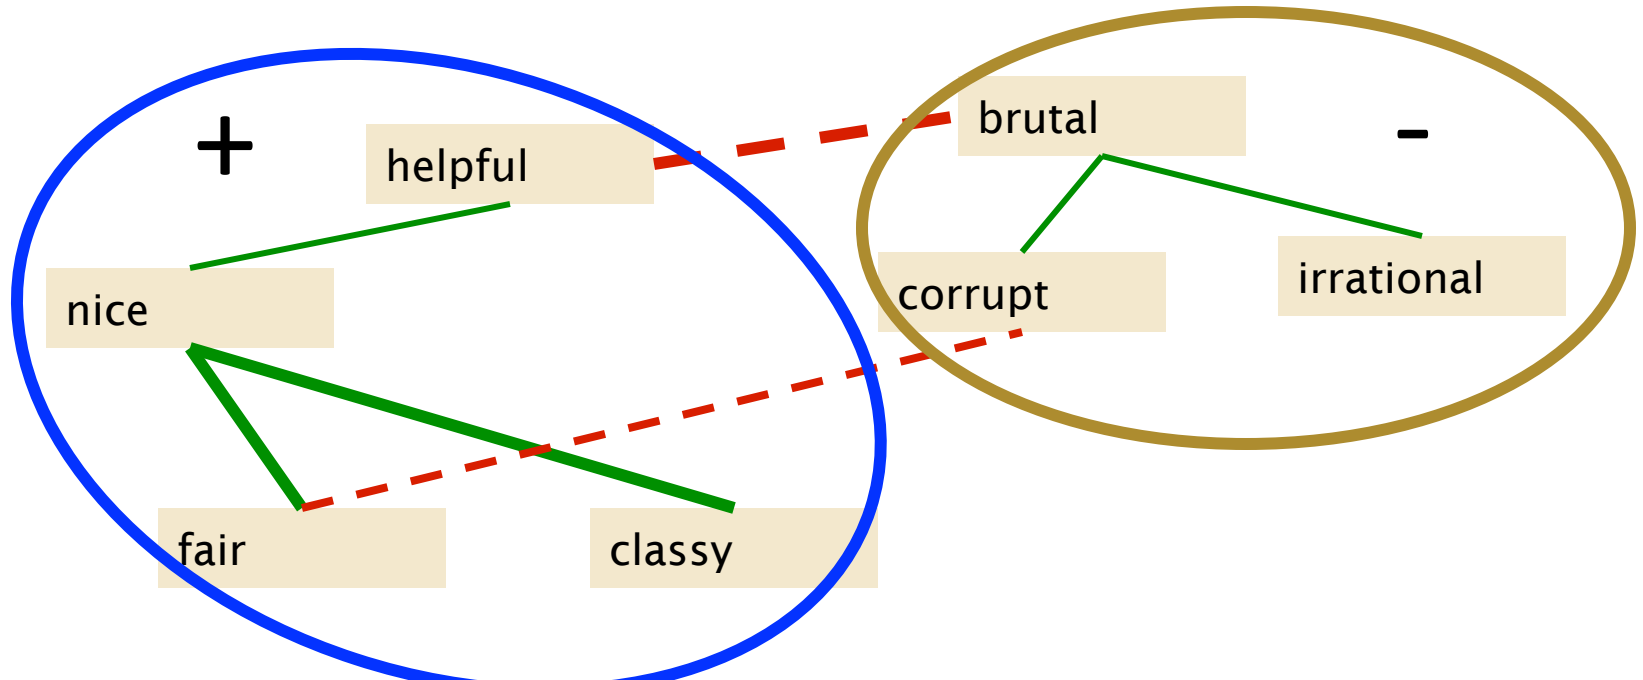 +
helpful
brutal
-
nice
corrupt
irrational
fair
classy